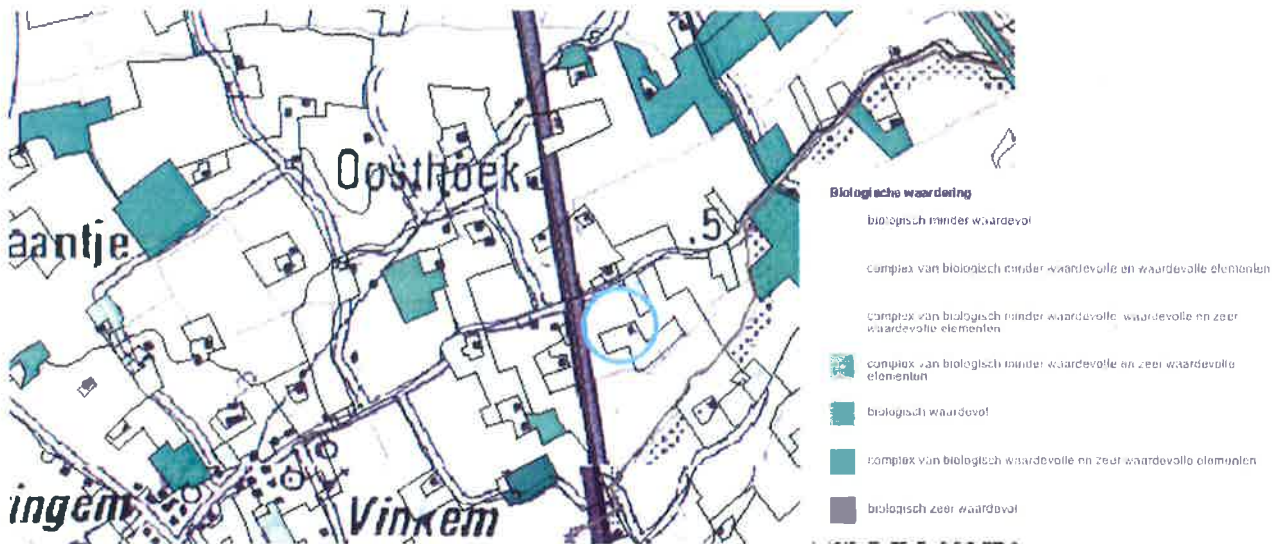 Oosthoek
aantje
.5
ingem
Vinkem
Biologische waardering
biologisch minder waardevol
complex van biologisch minder waardevolle en waardevolle elementen
complex van biologisch minder waardevolle, waardevolle en zeer
waardevolle elementen
complex van biologisch minder waardevolle en zeer waardevolle
elementen
biologisch waardevol
complex van biologisch waardevolle en zeer waardevolle elementen
biologisch zeer waardevol